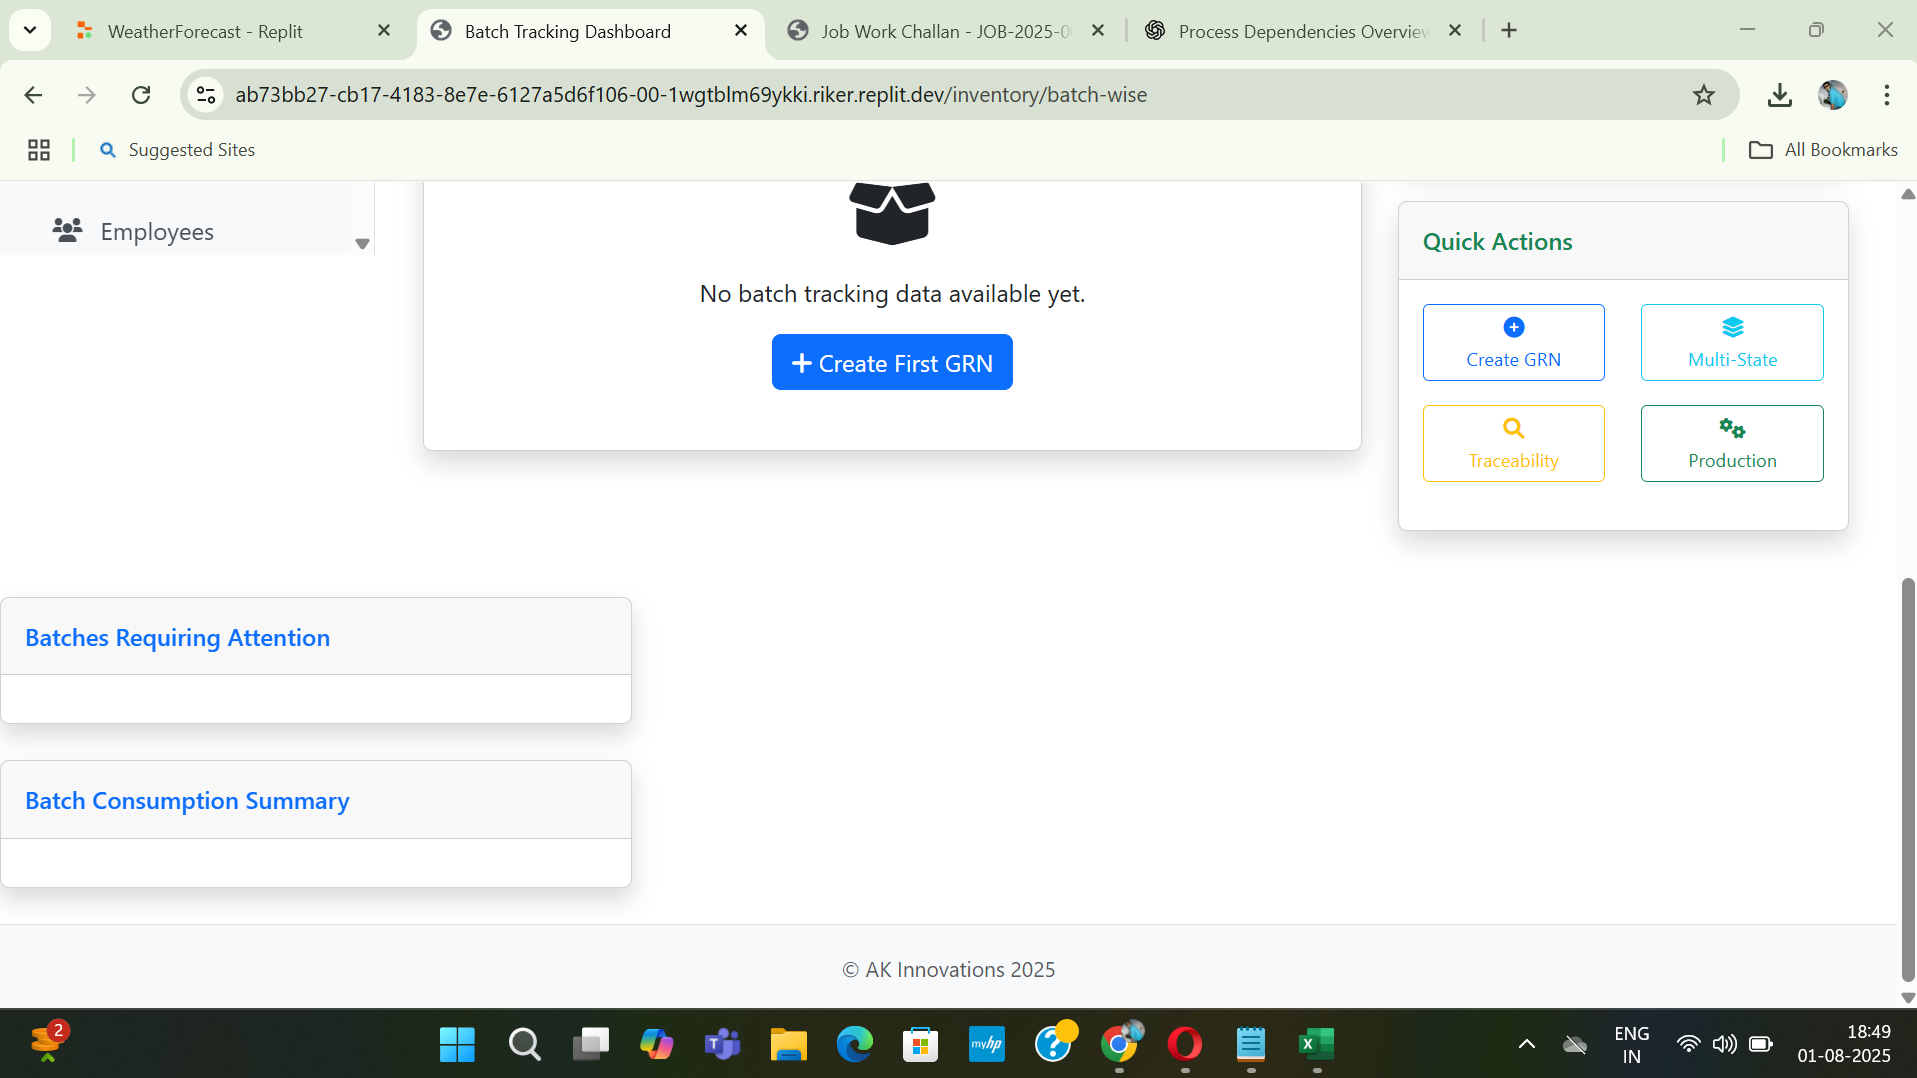 WeatherForecast - Replit
Batch Tracking Dashboard
Job Work Challan - JOB-2025-0
Process Dependencies Overview
ab73bb27-cb17-4183-8e7e-6127a5d6f106-00-1wgtblm69ykki.riker.replit.dev/inventory/batch-wise
Suggested Sites
All Bookmarks
Employees
No batch tracking data available yet.
Create First GRN
Quick Actions
Create GRN
Multi-State
Traceability
Production
Batches Requiring Attention
Batch Consumption Summary
© AK Innovations 2025
2
T
myhp
?
X
ENG
IN
18:49
01-08-2025